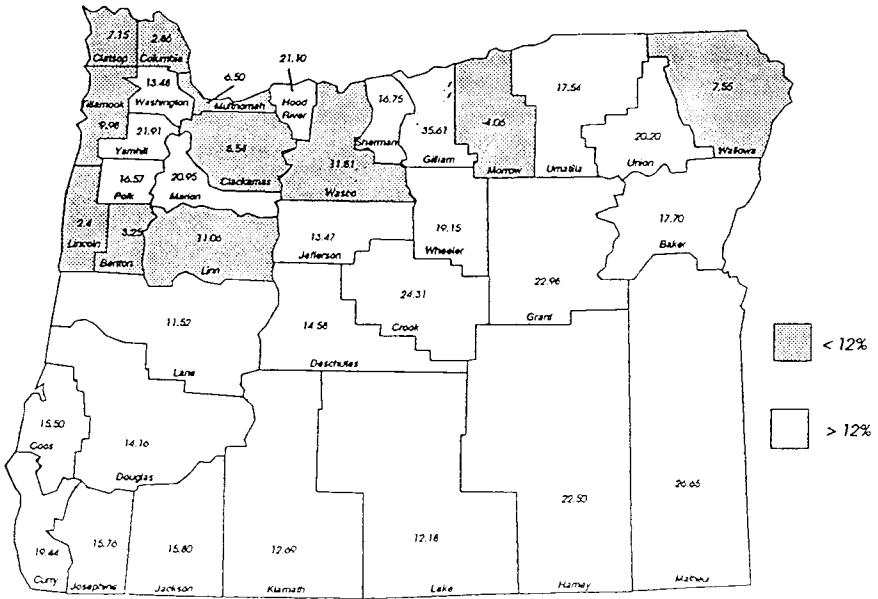 7.15
Clatsop
2.86
Columbia
6.50
Multnomah
21.10
Hood
River
13.48
Washington
Tillamook
9.98
21.91
Yamhill
8.54
Clackamas
11.81
Wasco
16.75
Sherman
35.61
Gilliam
4.06
Morrow
17.54
Umatilla
20.20
Union
7.55
Wallowa
16.57
Polk
20.95
Marion
2.4
Lincoln
3.25
Benton
11.06
Linn
13.47
Jefferson
19.15
Wheeler
17.70
Baker
22.96
Grant
24.31
Crook
11.52
Lane
14.58
Deschutes
< 12%
> 12%
15.50
Coos
14.16
Douglas
19.44
Curry
15.76
Josephine
15.80
Jackson
12.69
Klamath
12.18
Lake
22.50
Harney
26.65
Malheur